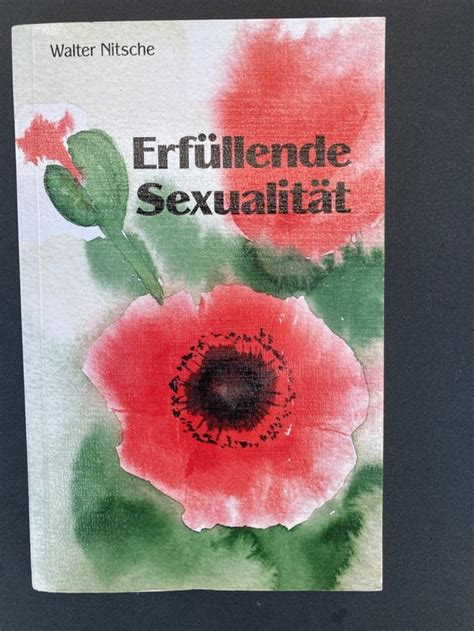 Walter Nitsche
Erfüllende
Sexualität